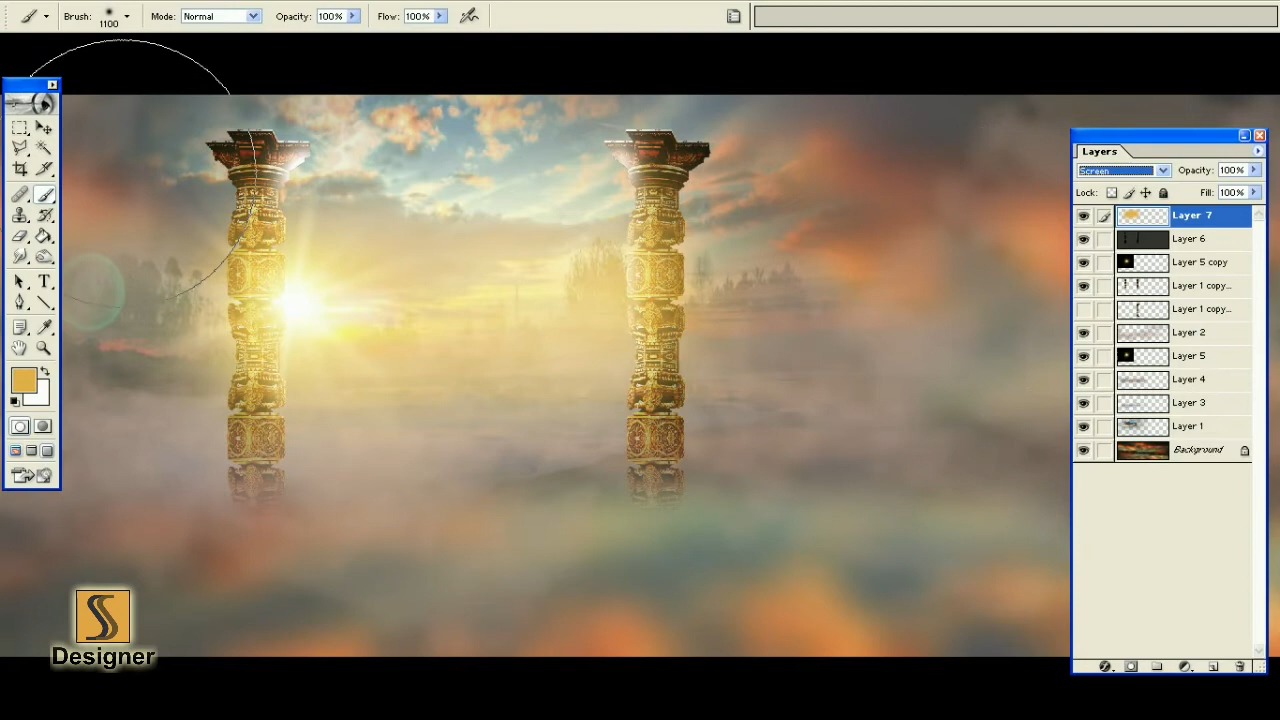 Brush: 1100 Mode: Normal Opacity: 100% Flow: 100%
Layers
Screen Opacity: 100%
Lock: Fill: 100%
Layer 7
Layer 6
Layer 5 copy
Layer 1 copy...
Layer 1 copy...
Layer 2
Layer 5
Layer 4
Layer 3
Layer 1
Background
T
S
Designer